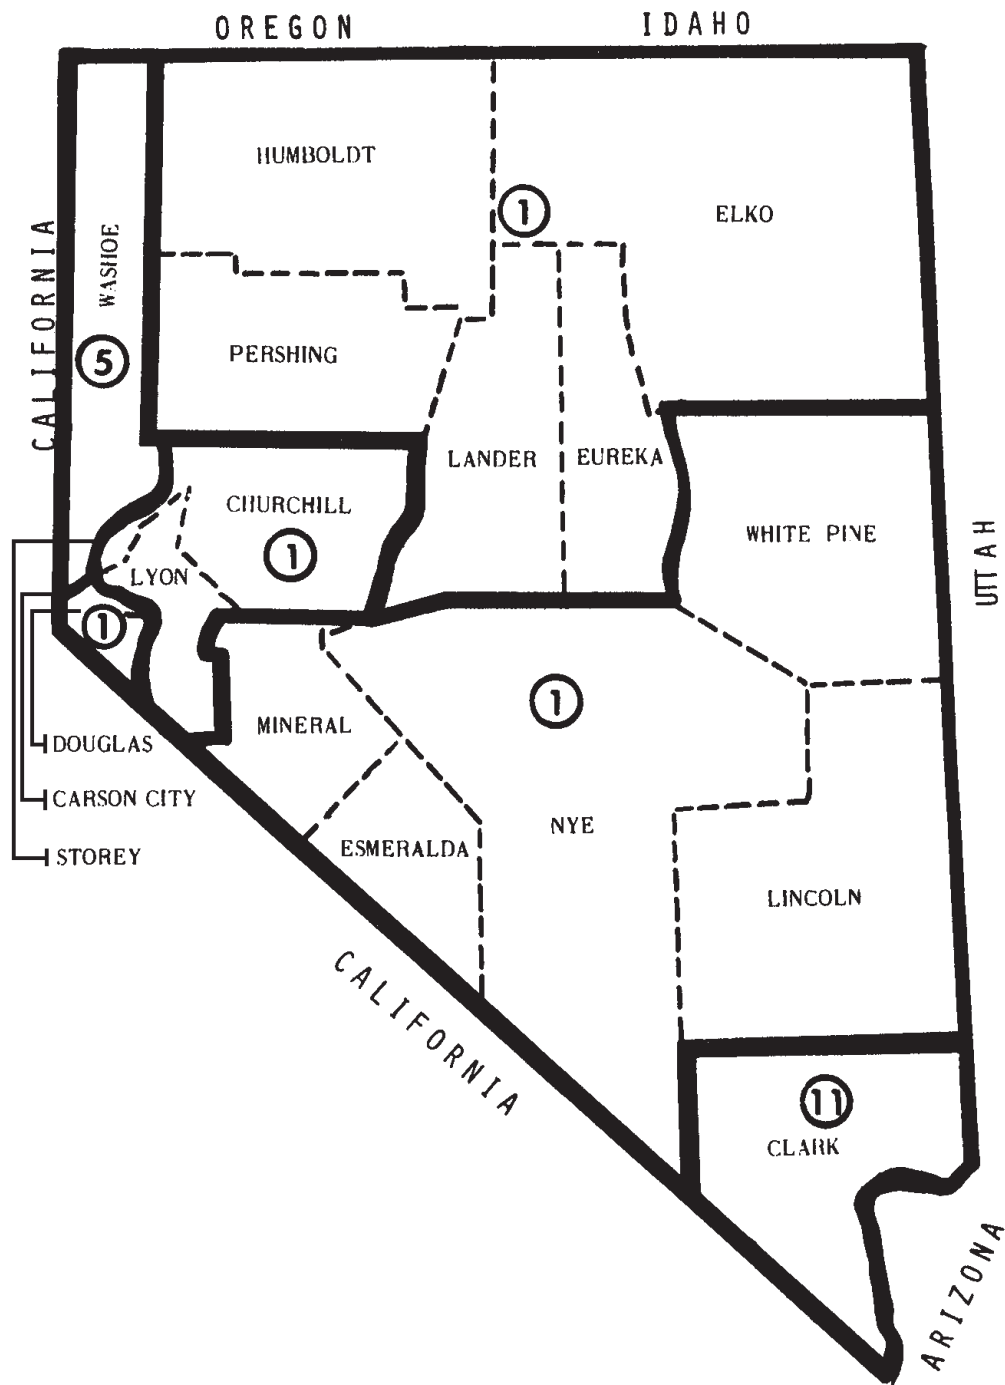 OREGON
IDAHO
HUMBOLDT
1
ELKO
CALIFORNIA
WASHOE
5
PERSHING
LANDER
EUREKA
CHURCHILL
1
WHITE PINE
UTTAH
LYON
1
1
MINERAL
DOUGLAS
CARSON CITY
NYE
ESMERALDA
STOREY
LINCOLN
CALIFORNIA
11
CLARK
ARIZONA